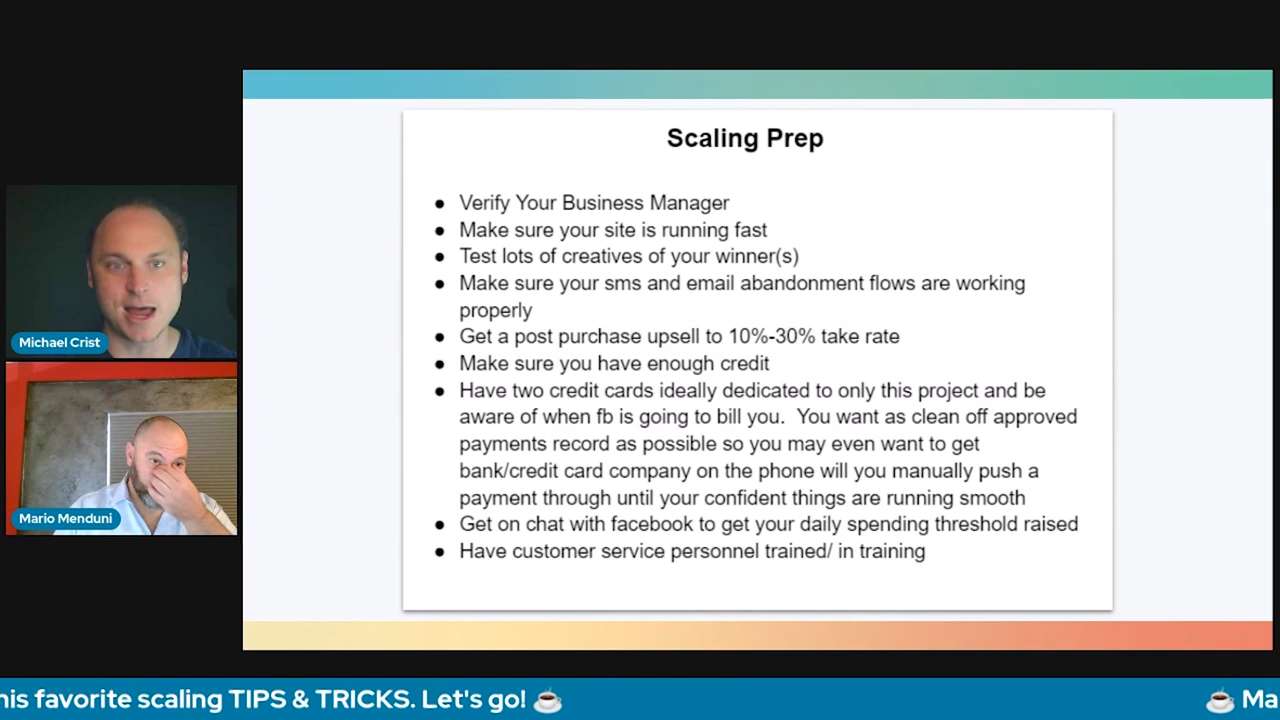 Scaling Prep
● Verify Your Business Manager
● Make sure your site is running fast
● Test lots of creatives of your winner(s)
● Make sure your sms and email abandonment flows are working
properly
● Get a post purchase upsell to 10%-30% take rate
● Make sure you have enough credit
● Have two credit cards ideally dedicated to only this project and be
aware of when fb is going to bill you.  You want as clean off approved
payments record as possible so you may even want to get
bank/credit card company on the phone will you manually push a
payment through until your confident things are running smooth
● Get on chat with facebook to get your daily spending threshold raised
● Have customer service personnel trained/ in training
Michael Crist
Mario Menduni
his favorite scaling TIPS & TRICKS. Let's go! ☕ ☕ Ma